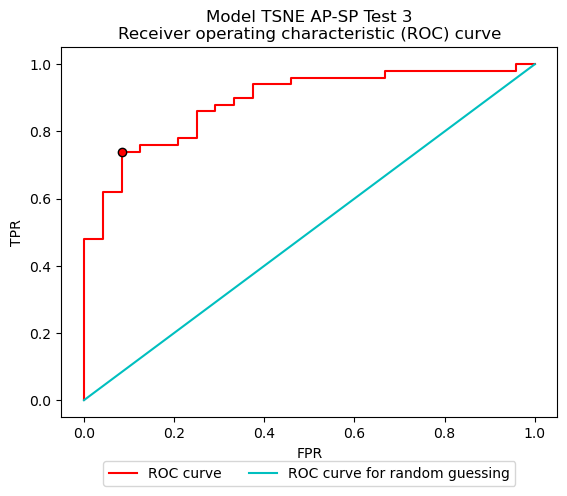 Model TSNE AP-SP Test 3
Receiver operating characteristic (ROC) curve
TPR
1.0
0.8
0.6
0.4
0.2
0.0
0.0 0.2 0.4 0.6 0.8 1.0
FPR
ROC curve ROC curve for random guessing